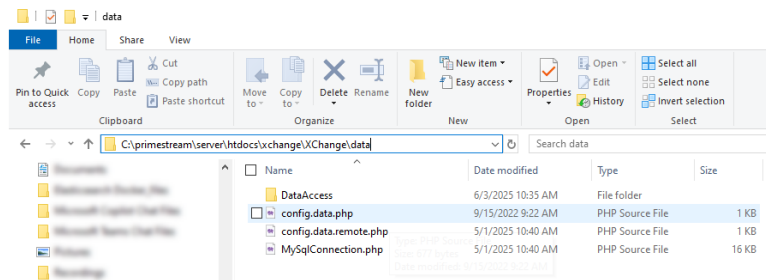 data
File Home Share View
Pin to Quick access
Copy
Paste
Cut
Copy path
Paste shortcut
Clipboard
Move to
Copy to
Delete
Rename
Organize
New folder
New item
Easy access
New
Properties
Open
Edit
History
Open
Select all
Select none
Invert selection
Select
C:\primestream\server\htdocs\xchange\XChange\data
Search data
Name Date modified Type Size
DataAccess 6/3/2025 10:35 AM File folder
config.data.php 9/15/2022 9:22 AM PHP Source File 1 KB
config.data.remote.php 5/1/2025 10:40 AM PHP Source File 1 KB
MySqlConnection.php 5/1/2025 10:40 AM PHP Source File 16 KB